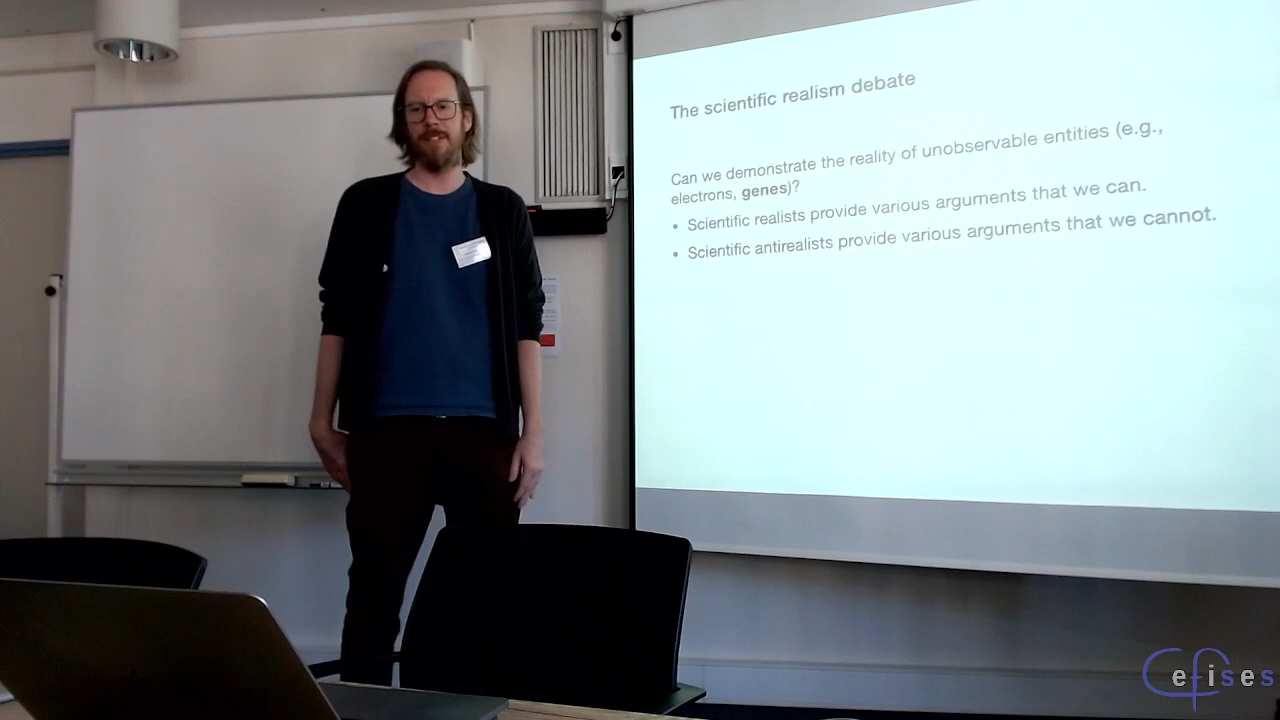 The scientific realism debate
Can we demonstrate the reality of unobservable entities (e.g.,
electrons, genes)?
• Scientific realists provide various arguments that we can.
• Scientific antirealists provide various arguments that we cannot.
Cefises